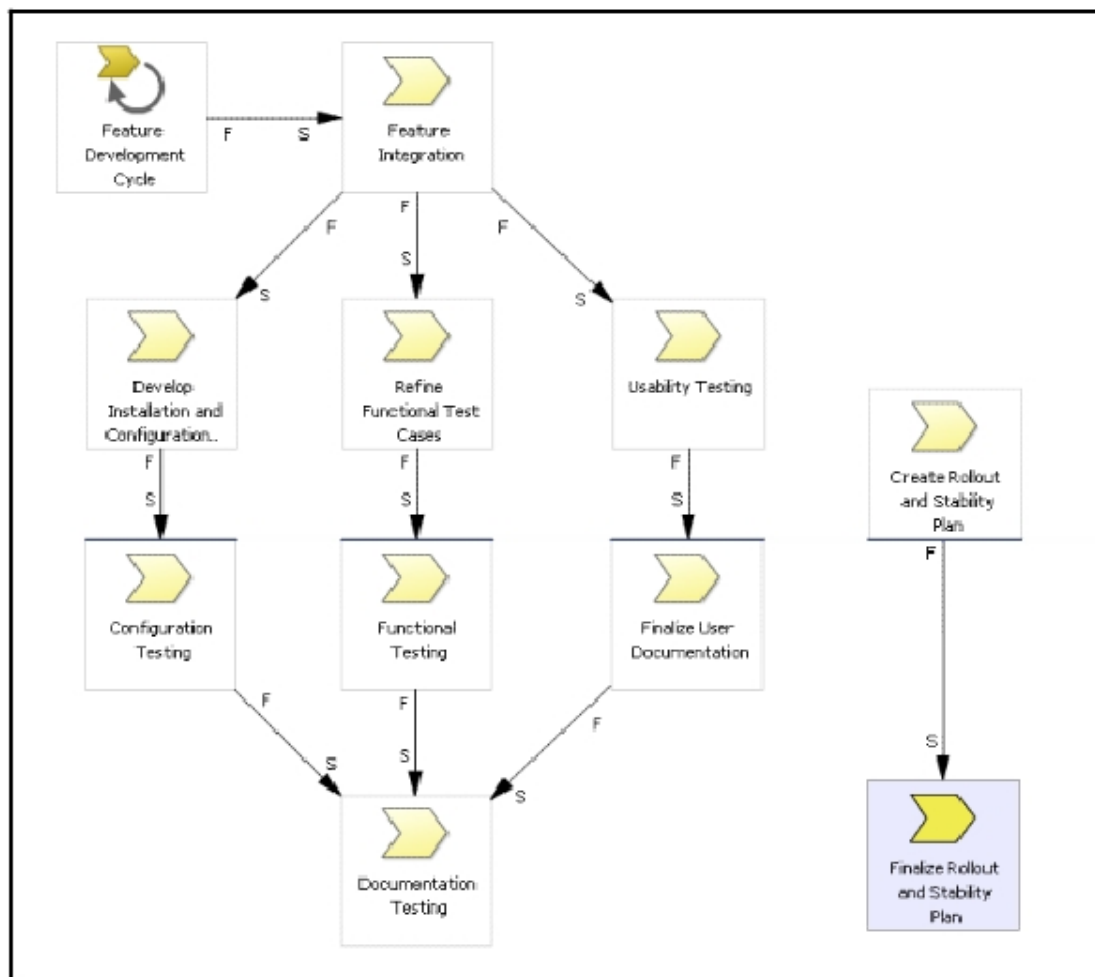 Feature
Development
Cycle
F
S
Feature
Integration
F
F
F
S
S
S
Develop
Installation and
Configuration...
Refine
Functional Test
Cases
Usability Testing
Create Rollout
and Stability
Plan
F
F
F
S
S
S
F
Configuration
Testing
Functional
Testing
Finalize User
Documentation
F
F
F
S
S
S
S
Documentation
Testing
Finalize Rollout
and Stability
Plan